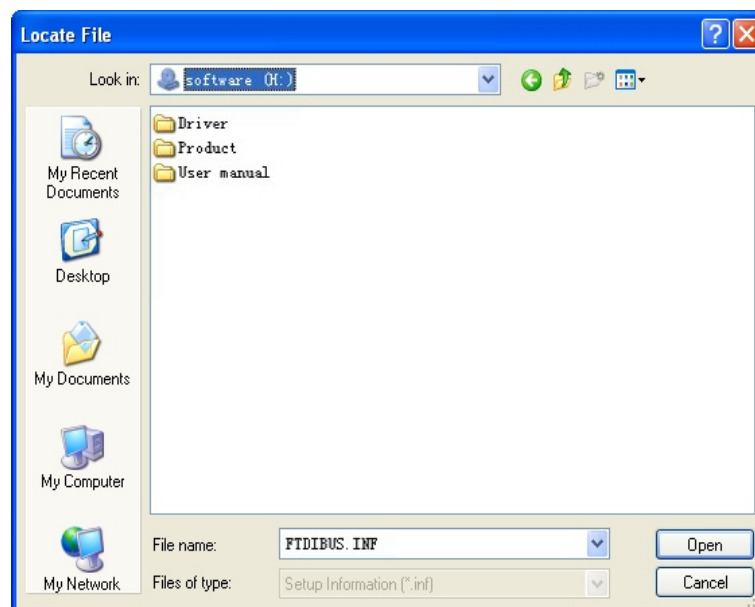 Locate File
Look in: software (H:)
Driver
Product
User manual
My Recent
Documents
Desktop
My Documents
My Computer
My Network
File name: FTDIBUS.INF
Open
Files of type: Setup Information (*.inf)
Cancel